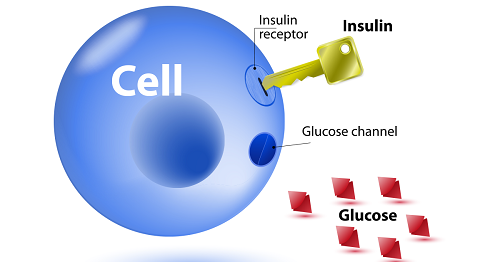 Insulin
receptor
Insulin
Cell
Glucose channel
Glucose